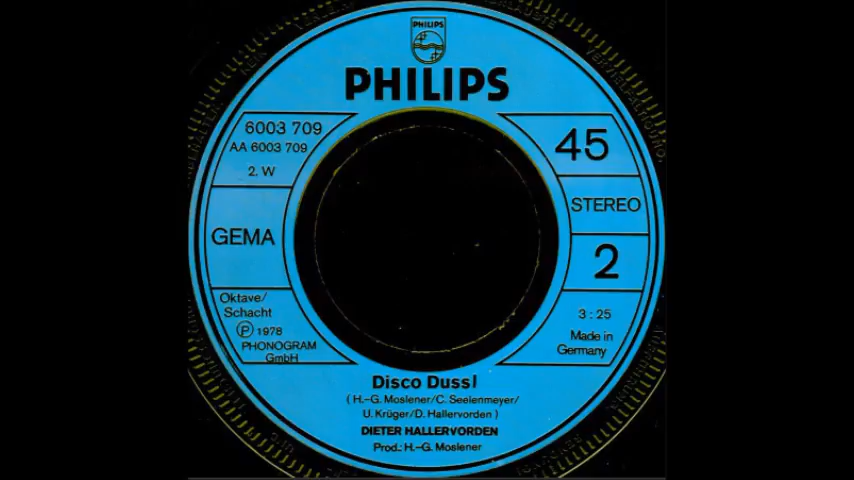 PHILIPS
PHILIPS
6003 709
AA 6003 709
2. W
GEMA
Oktave/
Schacht
Ⓟ 1978
PHONOGRAM
GmbH
45
STEREO
2
3:25
Made in
Germany
Disco Dussl
(H.-G. Moslener/C. Seelenmeyer/
U. Krüger/D. Hallervorden)
DIETER HALLERVORDEN
Prod.: H.-G. Moslener